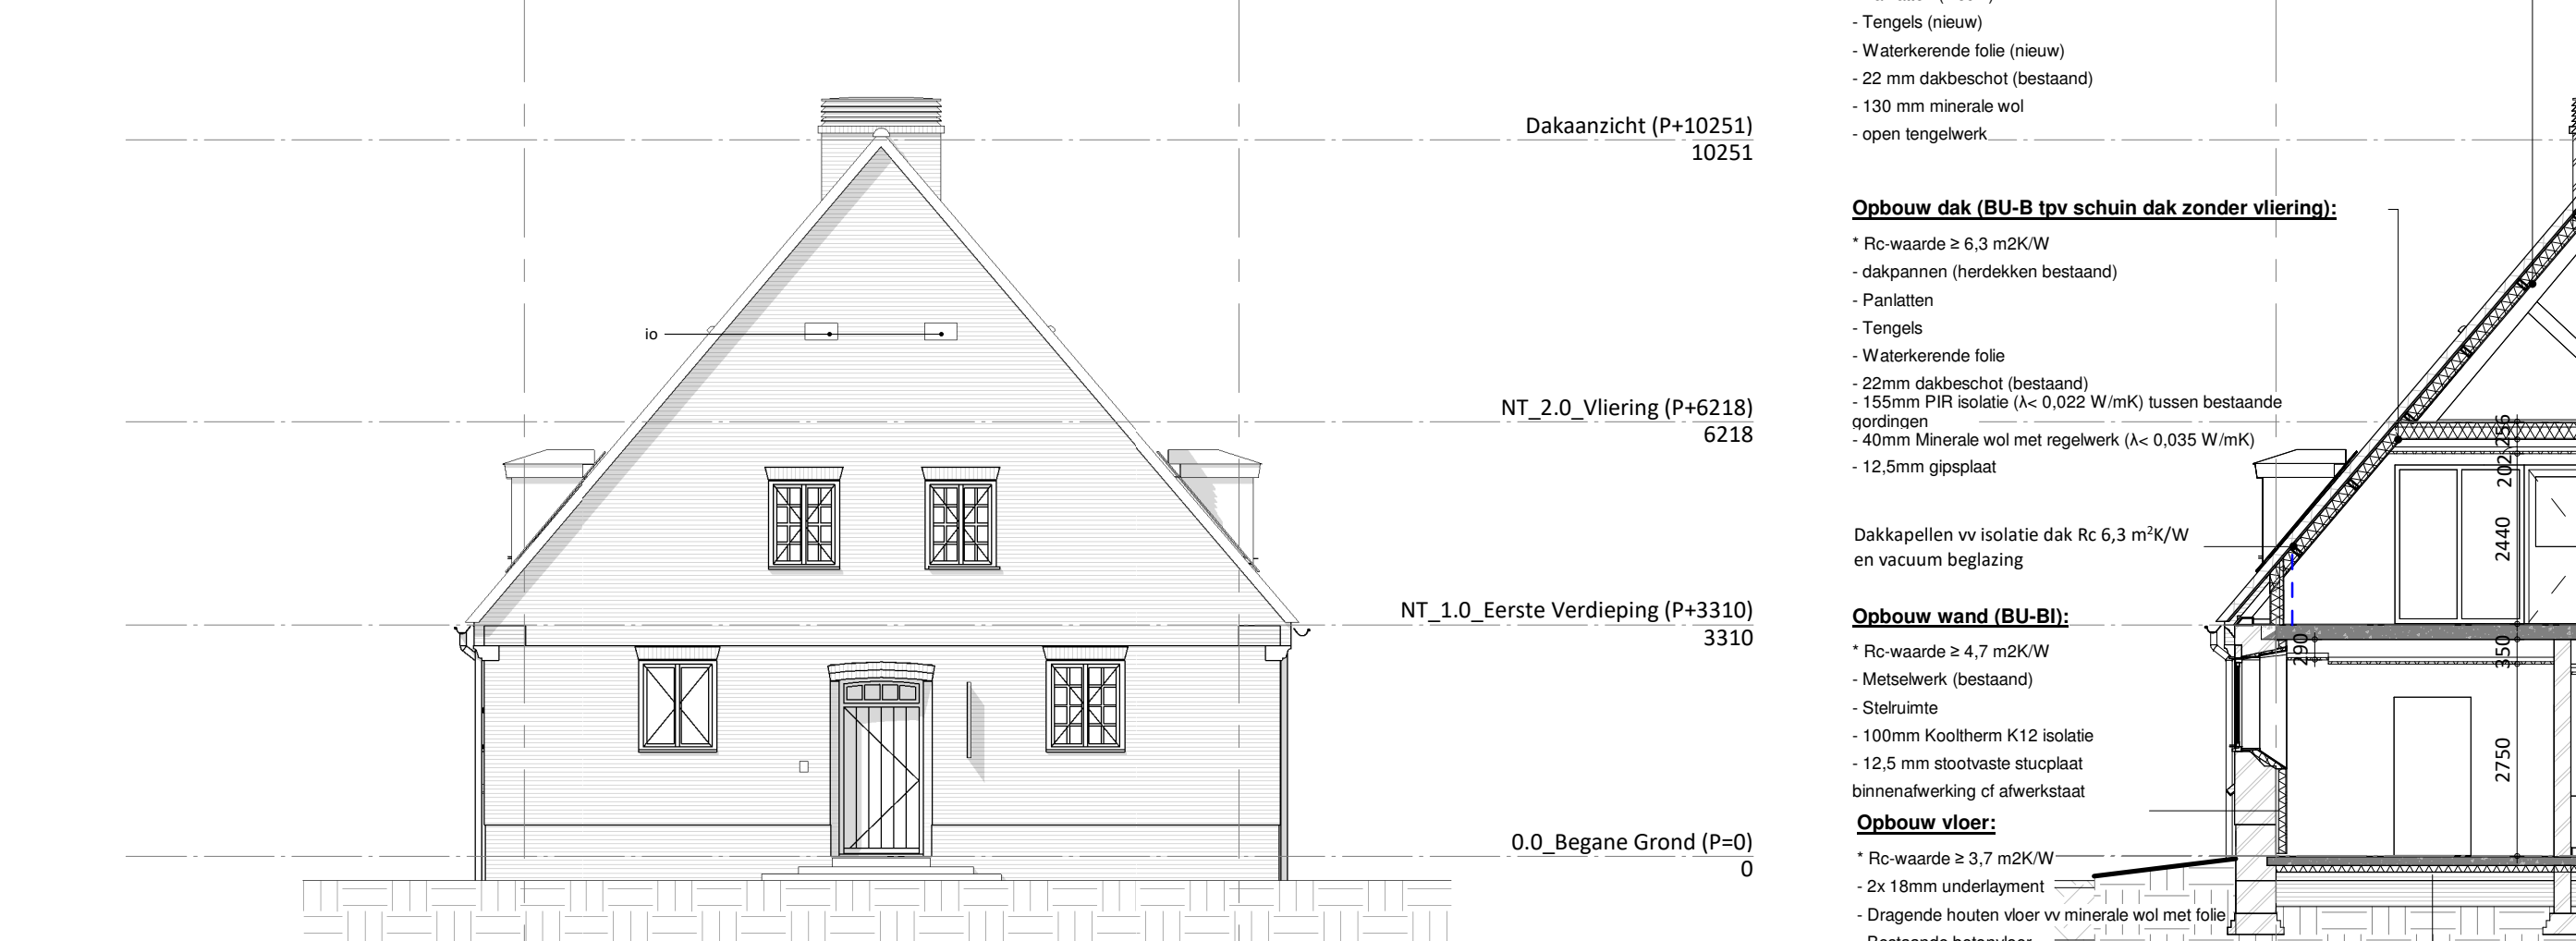 Dakaanzicht (P+10251)
10251
io
NT_2.0_Vliering (P+6218)
6218
NT_1.0_Eerste Verdieping (P+3310)
3310
0.0_Begane Grond (P=0)
0
- Tengels (nieuw)
- Waterkerende folie (nieuw)
- 22 mm dakbeschot (bestaand)
- 130 mm minerale wol
- open tengelwerk
Opbouw dak (BU-B tpv schuin dak zonder vliering):
* Rc-waarde ≥ 6,3 m2K/W
- dakpannen (herdekken bestaand)
- Panlatten
- Tengels
- Waterkerende folie
- 22mm dakbeschot (bestaand)
- 155mm PIR isolatie (λ< 0,022 W/mK) tussen bestaande
gordingen
- 40mm Minerale wol met regelwerk (λ< 0,035 W/mK)
- 12,5mm gipsplaat
Dakkapellen vv isolatie dak Rc 6,3 m²K/W
en vacuum beglazing
Opbouw wand (BU-BI):
* Rc-waarde ≥ 4,7 m2K/W
- Metselwerk (bestaand)
- Stelruimte
- 100mm Kooltherm K12 isolatie
- 12,5 mm stootvaste stucplaat
binnenafwerking cf afwerkstaat
Opbouw vloer:
* Rc-waarde ≥ 3,7 m2K/W
- 2x 18mm underlayment
- Dragende houten vloer vv minerale wol met folie
- Bestaande betonvloer
256
202
2440
290
350
2750